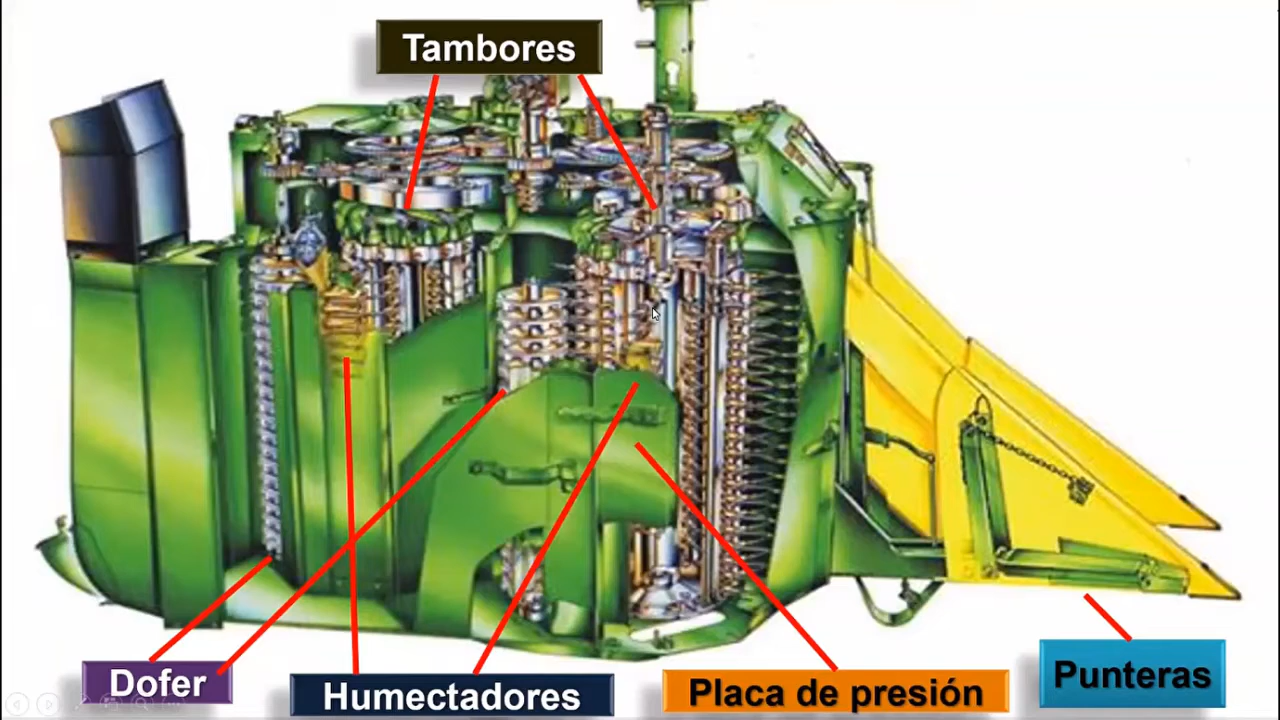 Tambores
Dofer
Humectadores
Placa de presión
Punteras